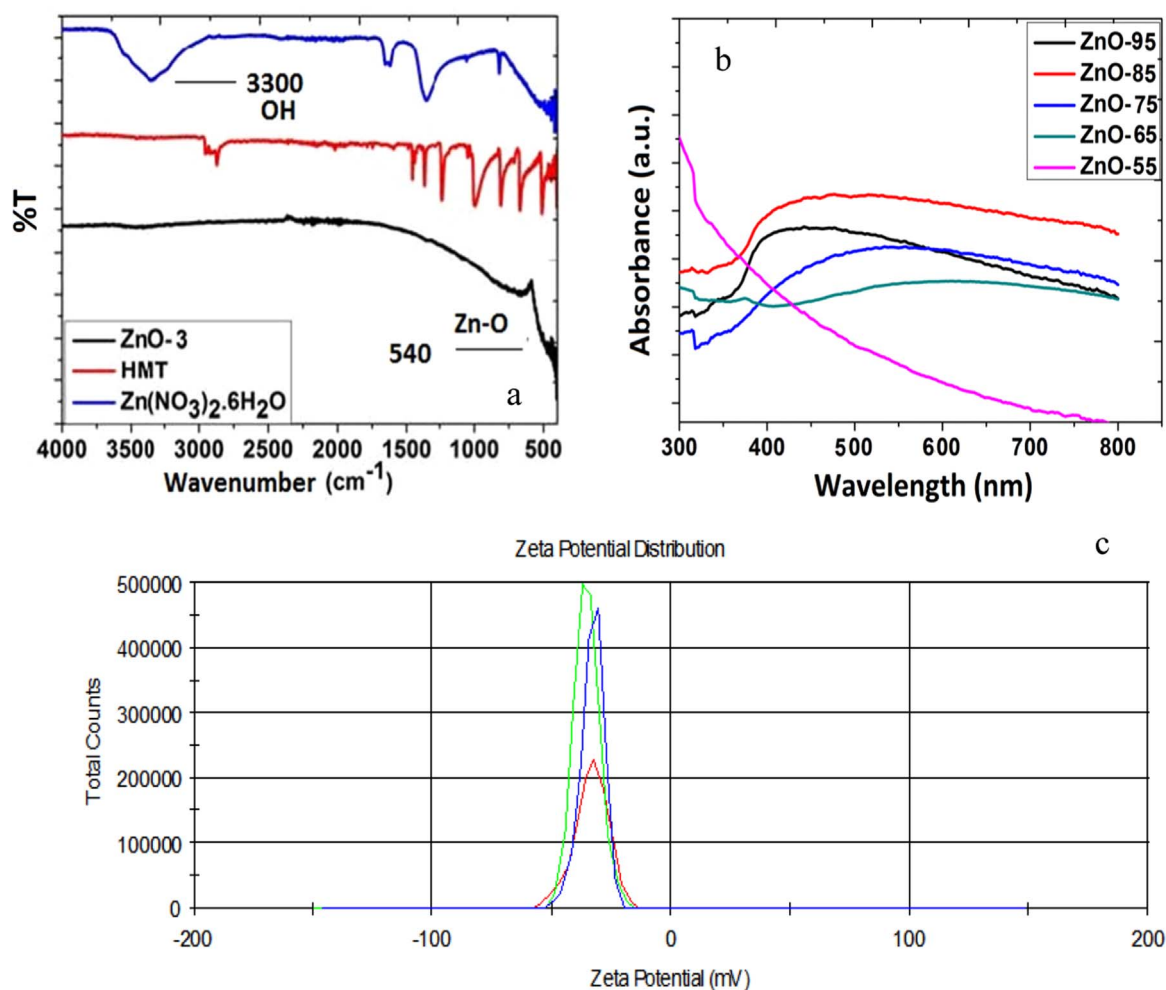 3300
OH
%T
Zn-O
540
ZnO-3
HMT
Zn(NO3)2.6H2O
a
4000 3500 3000 2500 2000 1500 1000 500
Wavenumber (cm-1)
b
ZnO-95
ZnO-85
ZnO-75
ZnO-65
ZnO-55
Absorbance (a.u.)
300 400 500 600 700 800
Wavelength (nm)
Zeta Potential Distribution
c
Total Counts
500000
400000
300000
200000
100000
0
-200 -100 0 100 200
Zeta Potential (mV)